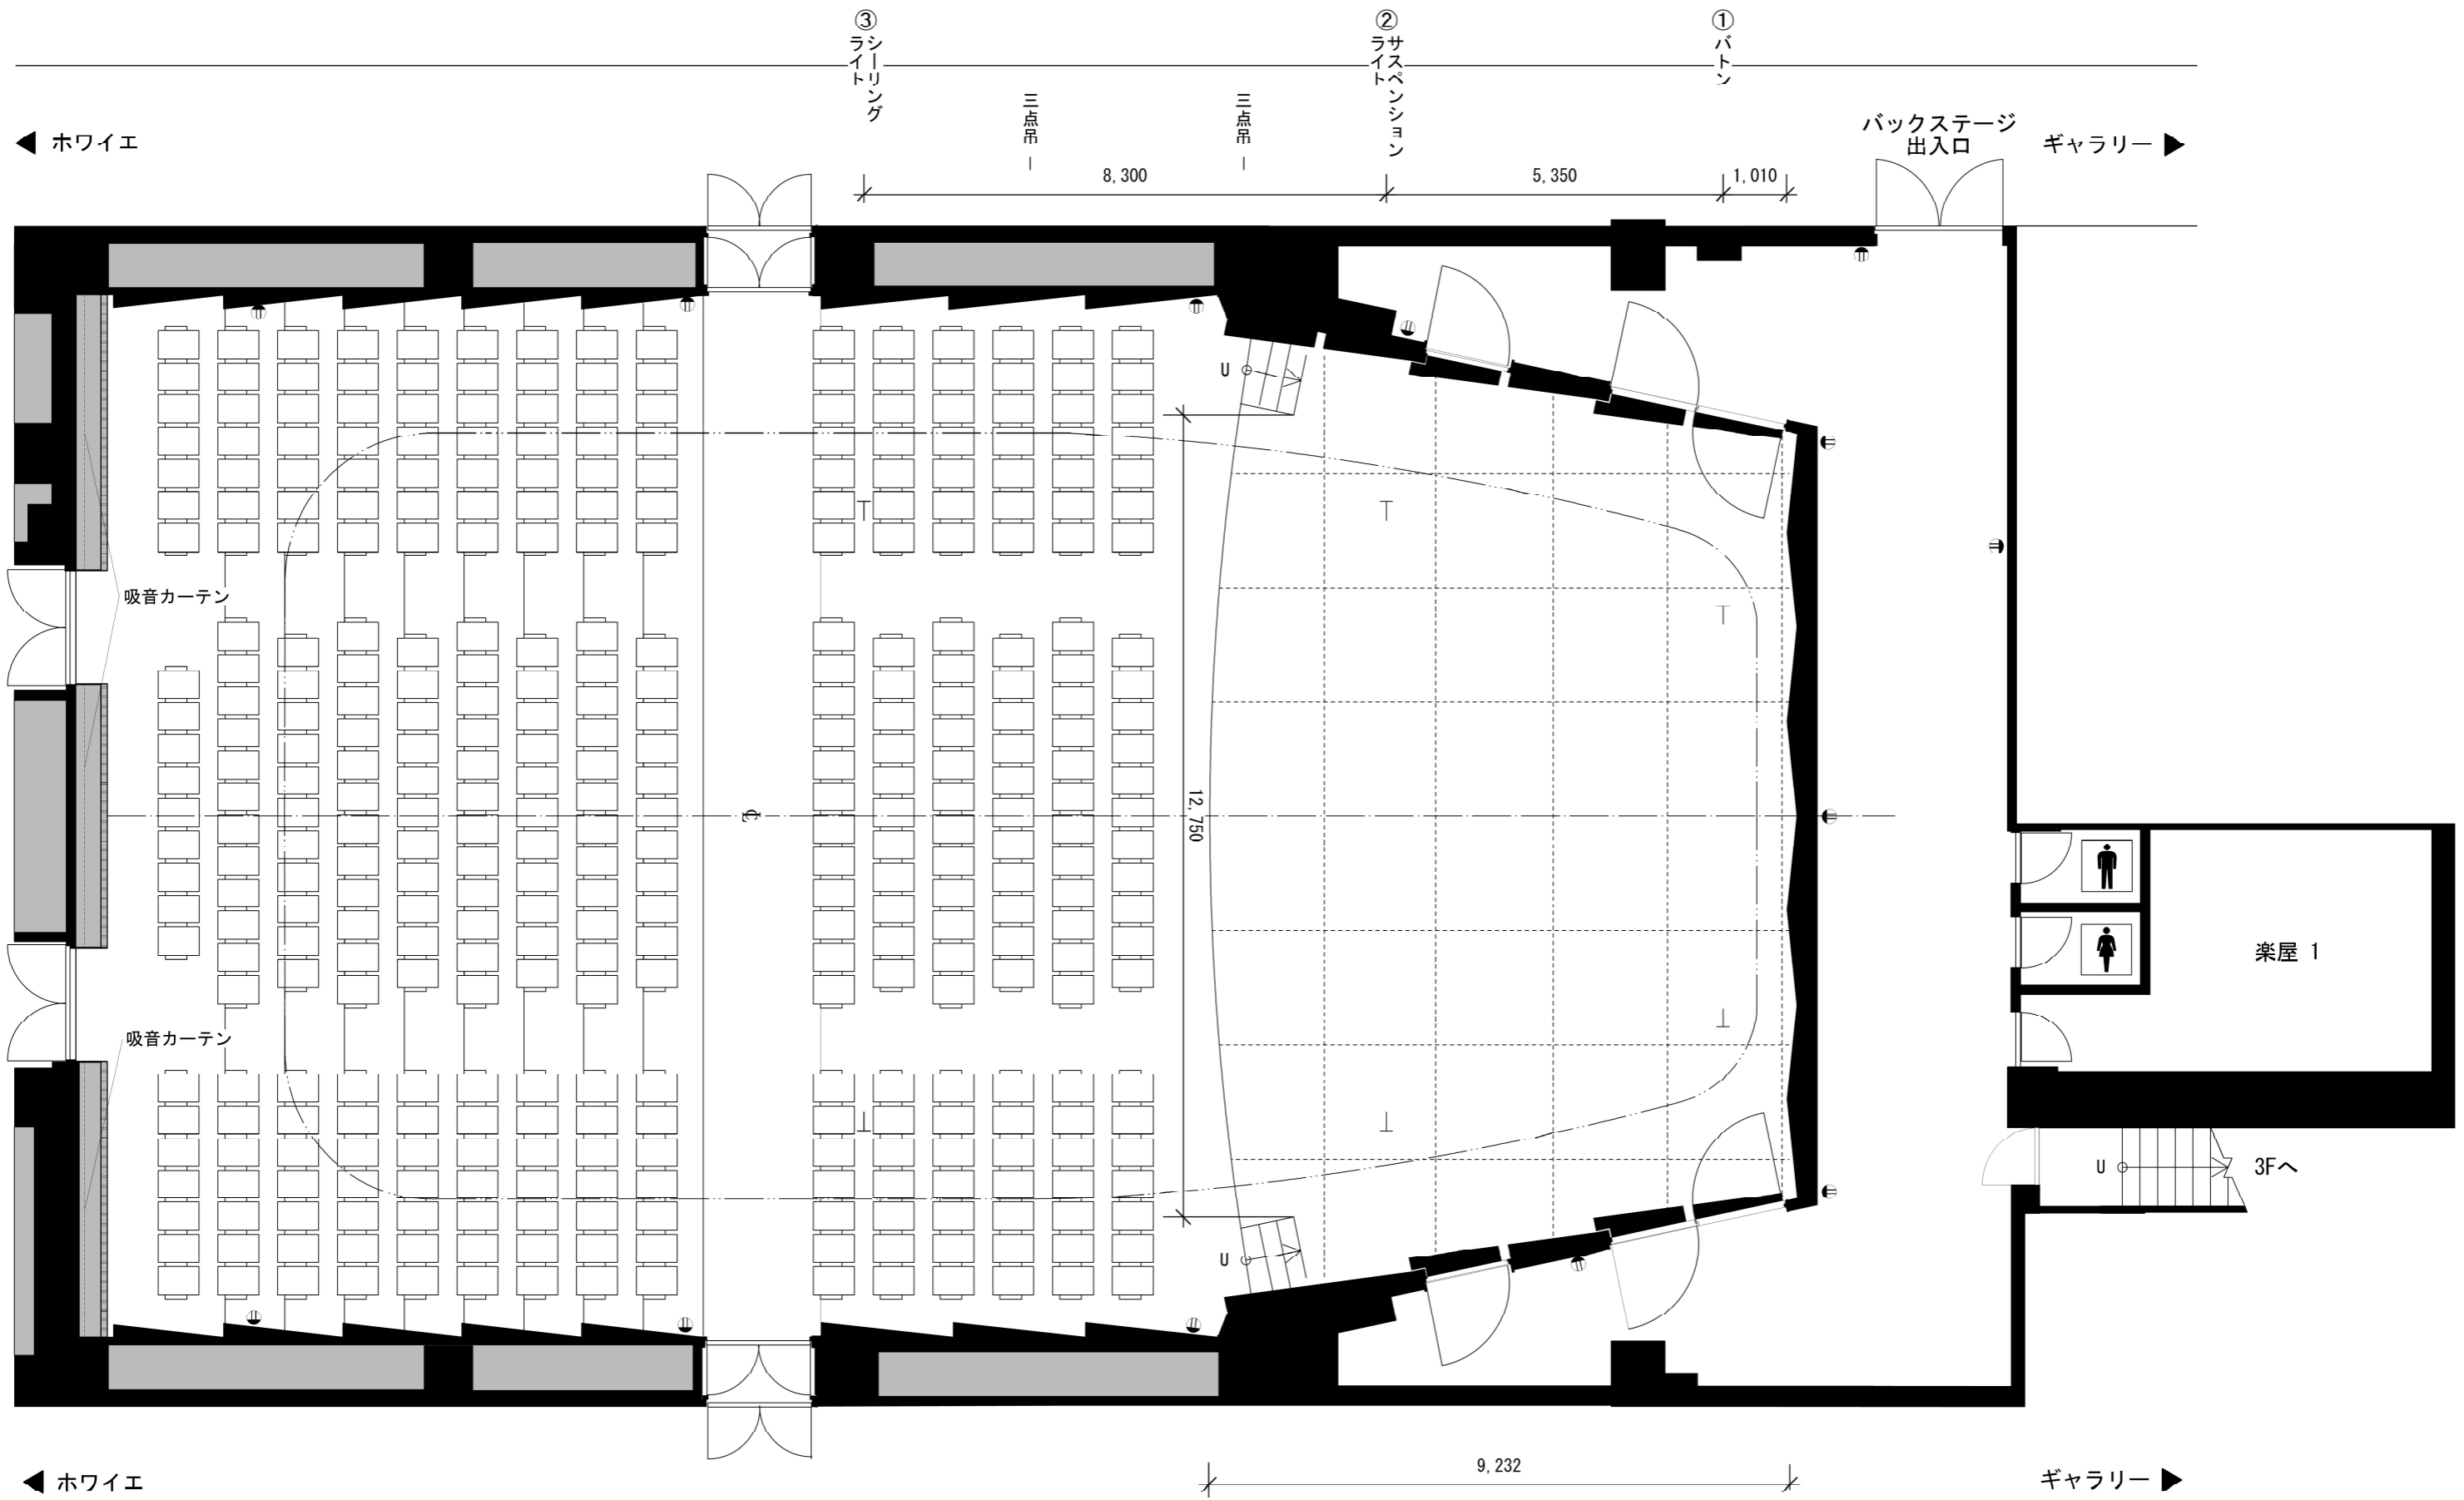 ③
シーリング
ライト
②
サスペンション
ライト
①
バトン
三点吊
三点吊
◀ ホワイエ
バックステージ
出入口
ギャラリー ▶
8,300
5,350
1,010
U
吸音カーテン
12,750
℄
楽屋 1
吸音カーテン
U
3Fへ
U
9,232
◀ ホワイエ
ギャラリー ▶